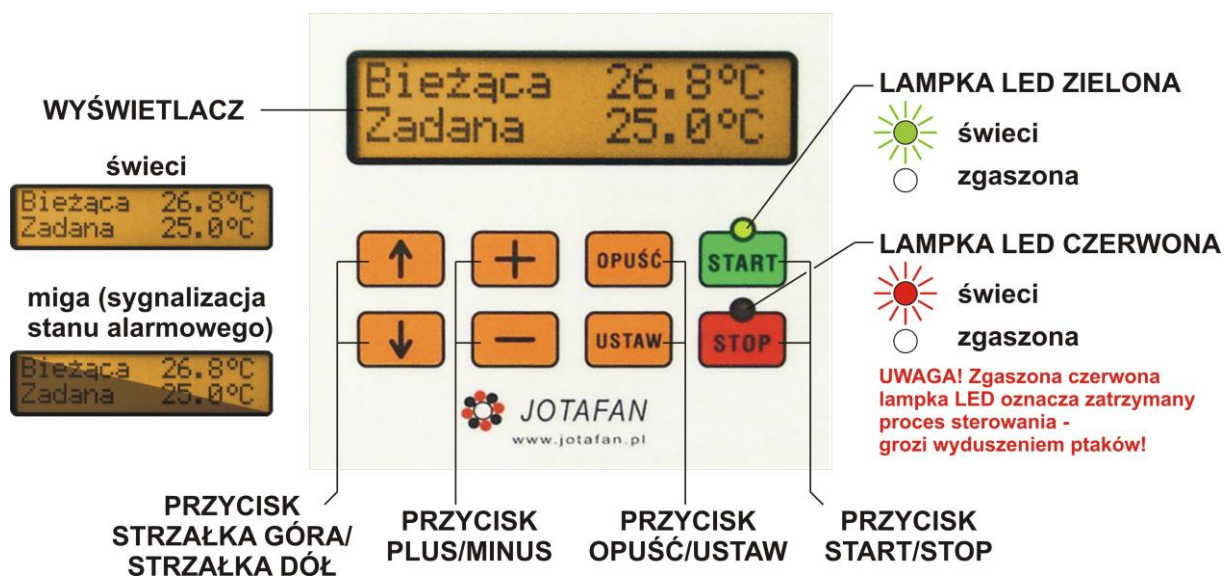 Bieżąca 26.8°C
Zadana 25.0°C
WYŚWIETLACZ
świeci
Bieżąca 26.8°C
Zadana 25.0°C
miga (sygnalizacja
stanu alarmowego)
Bieżąca 26.8°C
Zadana 25.0°C
OPUŚĆ
START
USTAW
STOP
JOTAFAN
www.jotafan.pl
LAMPKA LED ZIELONA
świeci
zgaszona
LAMPKA LED CZERWONA
świeci
zgaszona
UWAGA! Zgaszona czerwona
lampka LED oznacza zatrzymany
proces sterowania -
grozi wyduszeniem ptaków!
PRZYCISK
STRZAŁKA GÓRA/
STRZAŁKA DÓŁ
PRZYCISK
PLUS/MINUS
PRZYCISK
OPUŚĆ/USTAW
PRZYCISK
START/STOP